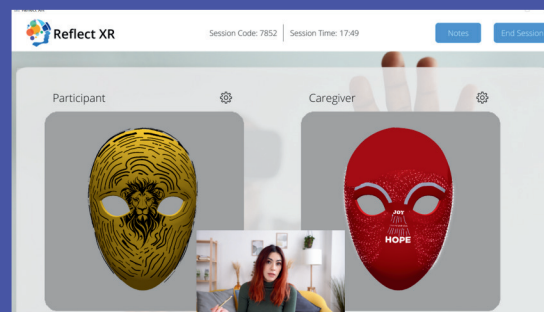 Reflect XR
Session Code: 7852
Session Time: 17:49
Notes
End Session
Participant
Caregiver
JOY
HOPE